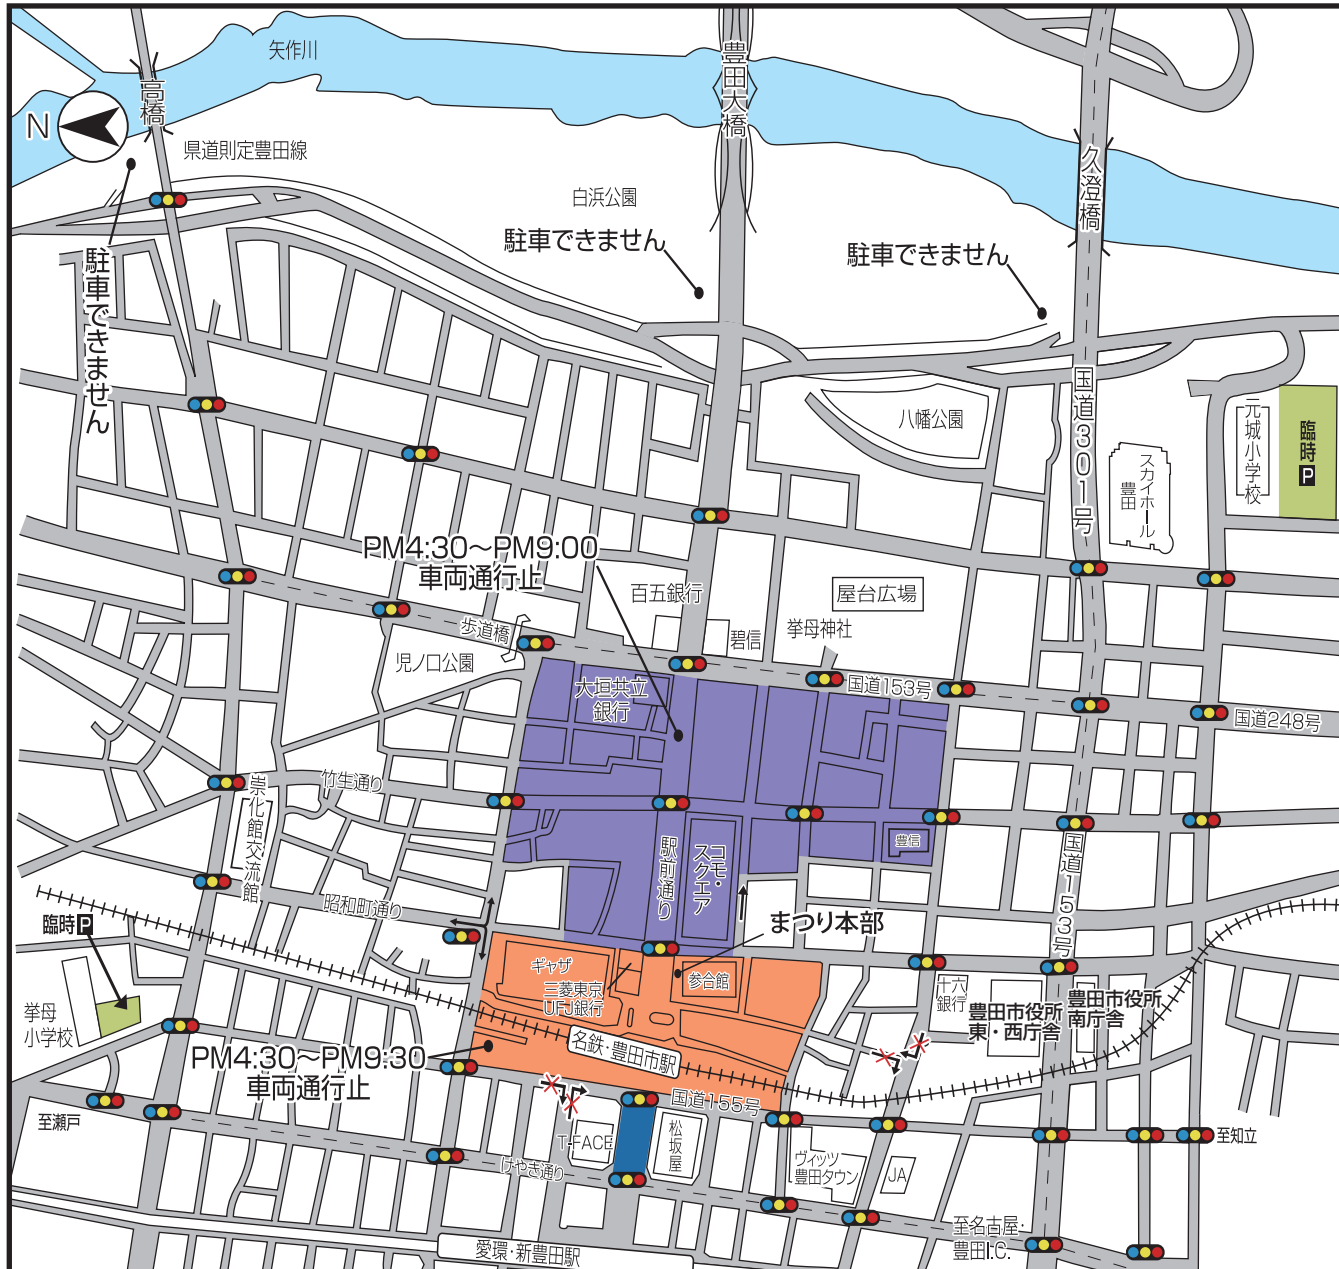 矢作川
高橋
豊田大橋
久澄橋
N
県道則定豊田線
白浜公園
駐車できません
駐車できません
駐車できません
八幡公園
国道301号
スカイホール
豊田
元城小学校
臨時P
PM4:30〜PM9:00
車両通行止
百五銀行
屋台広場
歩道橋
碧信
挙母神社
児ノ口公園
大垣共立
銀行
国道153号
国道248号
竹生通り
崇化館交流館
豊信
駅前通り
コモ・
スクエア
国道153号
昭和町通り
臨時P
まつり本部
ギャザ
三菱東京
UFJ銀行
参合館
十六
銀行
豊田市役所
東・西庁舎
豊田市役所
南庁舎
挙母
小学校
PM4:30〜PM9:30
車両通行止
名鉄・豊田市駅
国道155号
至瀬戸
T-FACE
松坂屋
至知立
けやき通り
ヴィッツ
豊田タウン
JA
至名古屋・
豊田I.C.
愛環・新豊田駅